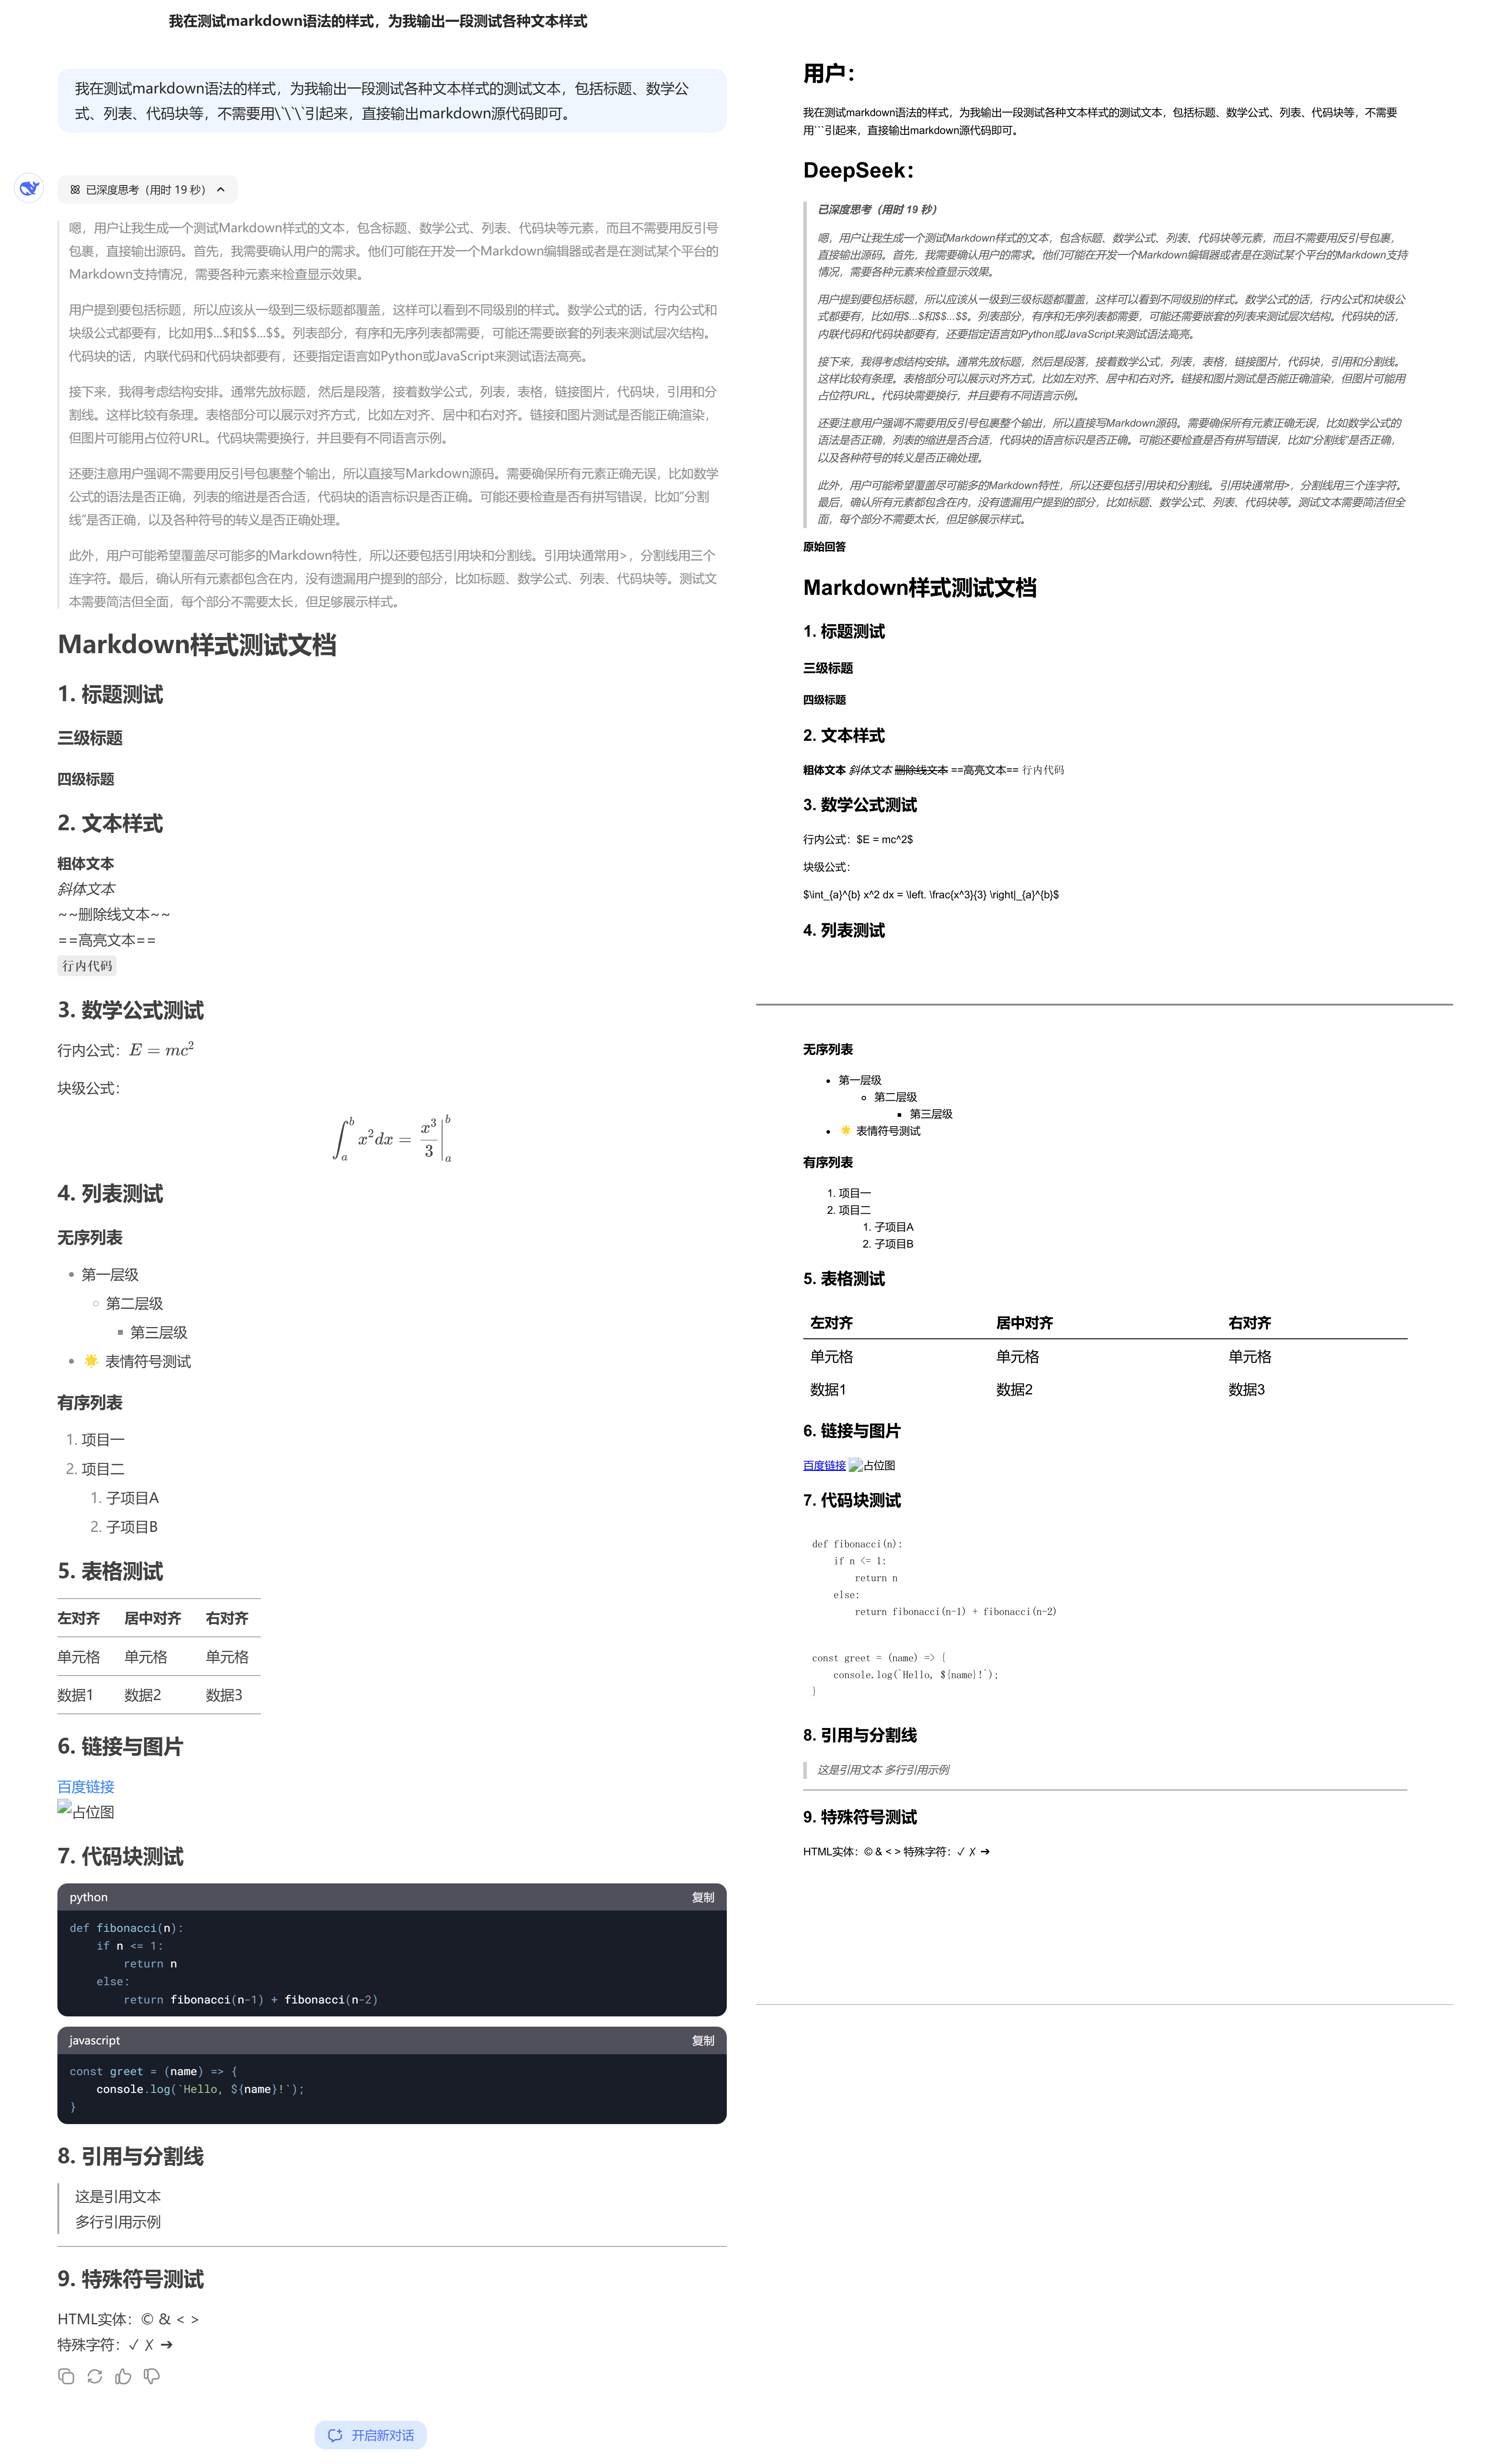 我在测试markdown语法的样式，为我输出一段测试各种文本样式
我在测试markdown语法的样式，为我输出一段测试各种文本样式的测试文本，包括标题、数学公
式、列表、代码块等，不需要用\`\`\`引起来，直接输出markdown源代码即可。
已深度思考（用时 19 秒）
嗯，用户让我生成一个测试Markdown样式的文本，包含标题、数学公式、列表、代码块等元素，而且不需要用反引号
包裹，直接输出源码。首先，我需要确认用户的需求。他们可能在开发一个Markdown编辑器或者是在测试某个平台的
Markdown支持情况，需要各种元素来检查显示效果。
用户提到要包括标题，所以应该从一级到三级标题都覆盖，这样可以看到不同级别的样式。数学公式的话，行内公式和
块级公式都要有，比如用$...$和$$...$$。列表部分，有序和无序列表都需要，可能还需要嵌套的列表来测试层次结构。
代码块的话，内联代码和代码块都要有，还要指定语言如Python或JavaScript来测试语法高亮。
接下来，我得考虑结构安排。通常先放标题，然后是段落，接着数学公式，列表，表格，链接图片，代码块，引用和分
割线。这样比较有条理。表格部分可以展示对齐方式，比如左对齐、居中和右对齐。链接和图片测试是否能正确渲染，
但图片可能用占位符URL。代码块需要换行，并且要有不同语言示例。
还要注意用户强调不需要用反引号包裹整个输出，所以直接写Markdown源码。需要确保所有元素正确无误，比如数学
公式的语法是否正确，列表的缩进是否合适，代码块的语言标识是否正确。可能还要检查是否有拼写错误，比如“分割
线”是否正确，以及各种符号的转义是否正确处理。
此外，用户可能希望覆盖尽可能多的Markdown特性，所以还要包括引用块和分割线。引用块通常用>，分割线用三个
连字符。最后，确认所有元素都包含在内，没有遗漏用户提到的部分，比如标题、数学公式、列表、代码块等。测试文
本需要简洁但全面，每个部分不需要太长，但足够展示样式。
Markdown样式测试文档
1. 标题测试
三级标题
四级标题
2. 文本样式
粗体文本
斜体文本
~~删除线文本~~
==高亮文本==
行内代码
3. 数学公式测试
行内公式：E = mc²
块级公式：
∫_a^b x² dx = x³/3 |_a^b
4. 列表测试
无序列表
• 第一层级
◦ 第二层级
▪ 第三层级
• 🌟 表情符号测试
有序列表
1. 项目一
2. 项目二
1. 子项目A
2. 子项目B
5. 表格测试
左对齐 居中对齐 右对齐
单元格 单元格 单元格
数据1 数据2 数据3
6. 链接与图片
百度链接
占位图
7. 代码块测试
python 复制
def fibonacci(n):
    if n <= 1:
        return n
    else:
        return fibonacci(n-1) + fibonacci(n-2)
javascript 复制
const greet = (name) => {
    console.log(`Hello, ${name}!`);
}
8. 引用与分割线
这是引用文本
多行引用示例
9. 特殊符号测试
HTML实体：© & < >
特殊字符：✓ ✗ ➔
开启新对话
用户：
我在测试markdown语法的样式，为我输出一段测试各种文本样式的测试文本，包括标题、数学公式、列表、代码块等，不需要
用```引起来，直接输出markdown源代码即可。
DeepSeek：
已深度思考（用时 19 秒）
嗯，用户让我生成一个测试Markdown样式的文本，包含标题、数学公式、列表、代码块等元素，而且不需要用反引号包裹，
直接输出源码。首先，我需要确认用户的需求。他们可能在开发一个Markdown编辑器或者是在测试某个平台的Markdown支持
情况，需要各种元素来检查显示效果。
用户提到要包括标题，所以应该从一级到三级标题都覆盖，这样可以看到不同级别的样式。数学公式的话，行内公式和块级公
式都要有，比如用$...$和$$...$$。列表部分，有序和无序列表都需要，可能还需要嵌套的列表来测试层次结构。代码块的话，
内联代码和代码块都要有，还要指定语言如Python或JavaScript来测试语法高亮。
接下来，我得考虑结构安排。通常先放标题，然后是段落，接着数学公式，列表，表格，链接图片，代码块，引用和分割线。
这样比较有条理。表格部分可以展示对齐方式，比如左对齐、居中和右对齐。链接和图片测试是否能正确渲染，但图片可能用
占位符URL。代码块需要换行，并且要有不同语言示例。
还要注意用户强调不需要用反引号包裹整个输出，所以直接写Markdown源码。需要确保所有元素正确无误，比如数学公式的
语法是否正确，列表的缩进是否合适，代码块的语言标识是否正确。可能还要检查是否有拼写错误，比如“分割线”是否正确，
以及各种符号的转义是否正确处理。
此外，用户可能希望覆盖尽可能多的Markdown特性，所以还要包括引用块和分割线。引用块通常用>，分割线用三个连字符。
最后，确认所有元素都包含在内，没有遗漏用户提到的部分，比如标题、数学公式、列表、代码块等。测试文本需要简洁但全
面，每个部分不需要太长，但足够展示样式。
原始回答
Markdown样式测试文档
1. 标题测试
三级标题
四级标题
2. 文本样式
粗体文本 斜体文本 删除线文本 ==高亮文本== 行内代码
3. 数学公式测试
行内公式：$E = mc^2$
块级公式：
$\int_{a}^{b} x^2 dx = \left. \frac{x^3}{3} \right|_{a}^{b}$
4. 列表测试
无序列表
• 第一层级
◦ 第二层级
▪ 第三层级
• 🌟 表情符号测试
有序列表
1. 项目一
2. 项目二
1. 子项目A
2. 子项目B
5. 表格测试
左对齐 居中对齐 右对齐
单元格 单元格 单元格
数据1 数据2 数据3
6. 链接与图片
百度链接 占位图
7. 代码块测试
def fibonacci(n):
    if n <= 1:
        return n
    else:
        return fibonacci(n-1) + fibonacci(n-2)
const greet = (name) => {
    console.log(`Hello, ${name}!`);
}
8. 引用与分割线
这是引用文本 多行引用示例
9. 特殊符号测试
HTML实体：© & < > 特殊字符：✓ ✗ ➔